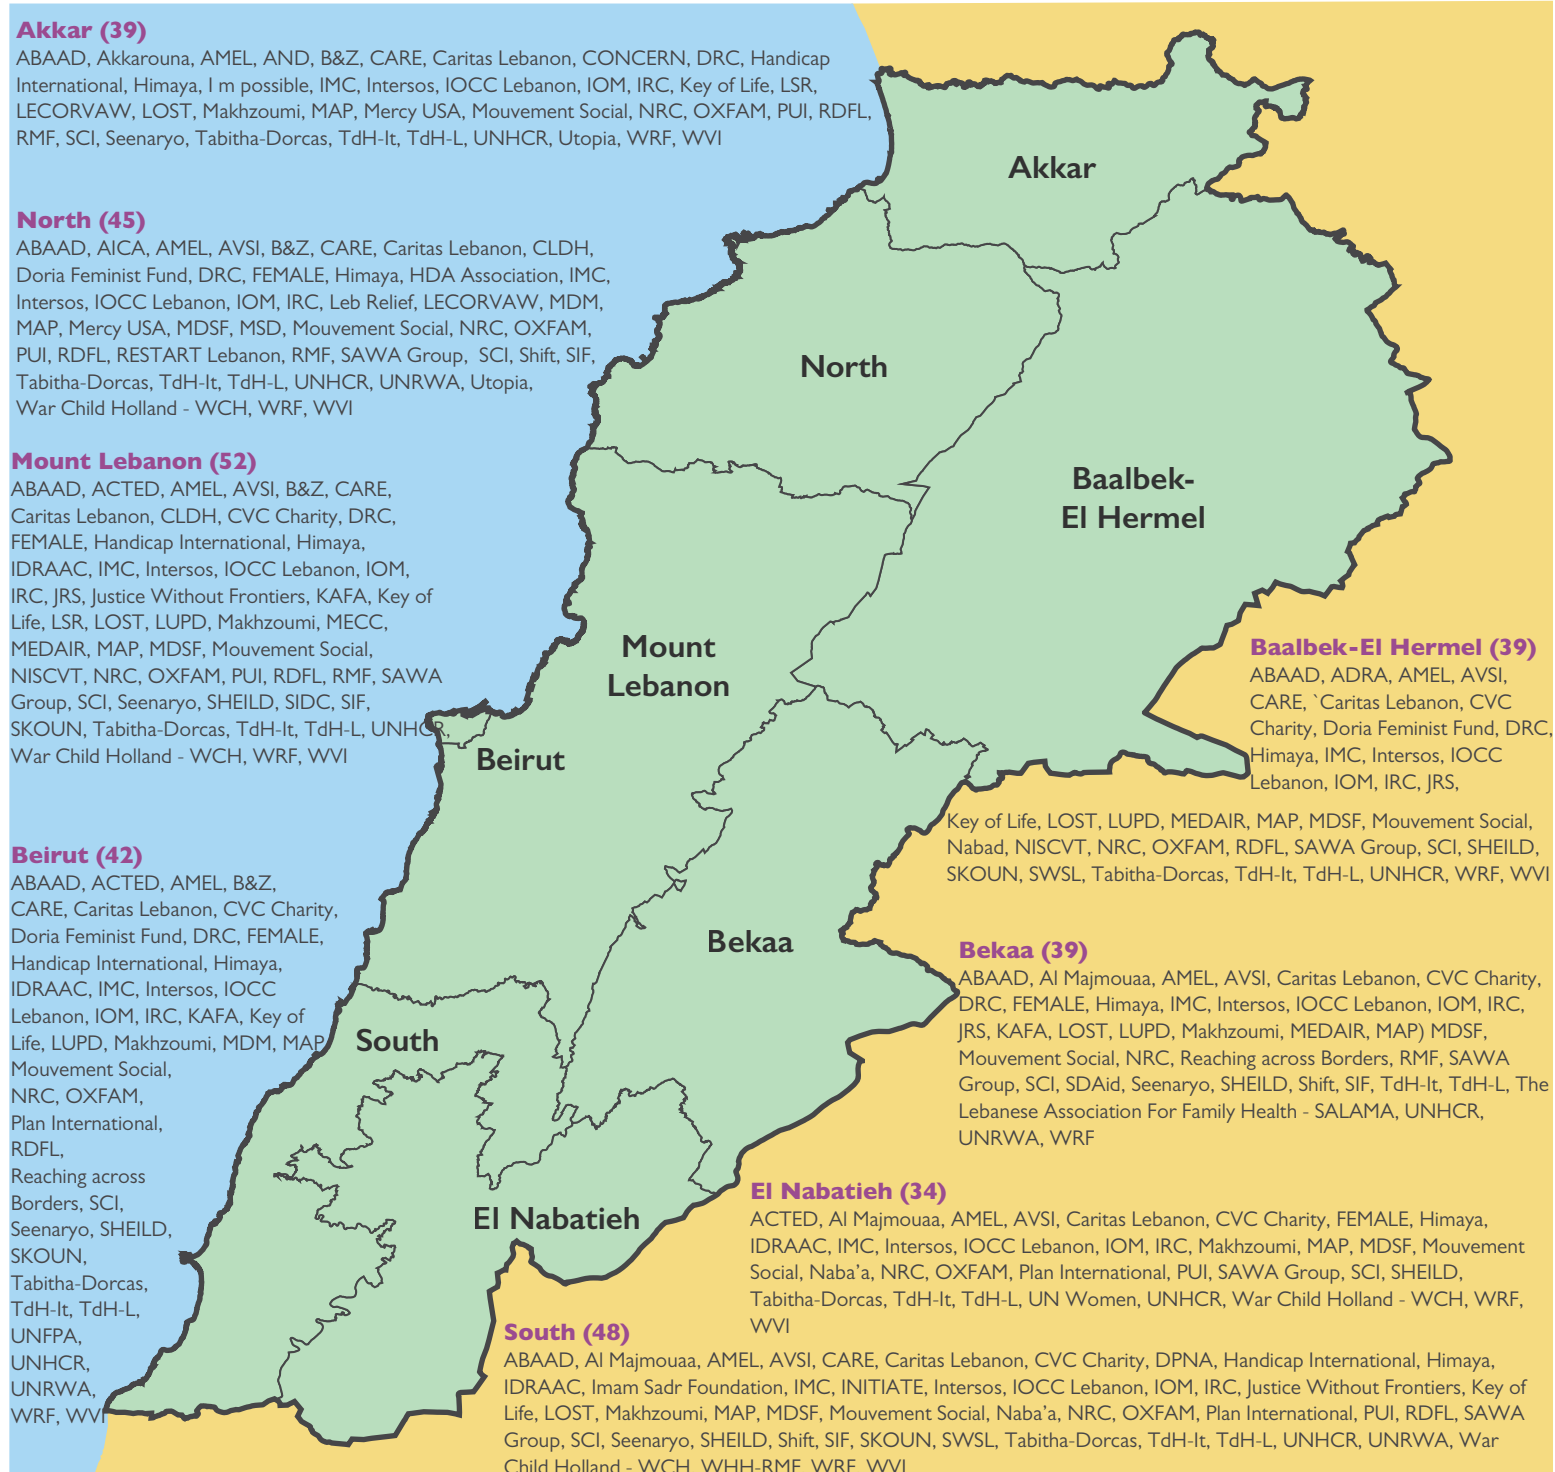 Akkar (39)
ABAAD, Akkarouna, AMEL, AND, B&Z, CARE, Caritas Lebanon, CONCERN, DRC, Handicap
International, Himaya, I m possible, IMC, Intersos, IOCC Lebanon, IOM, IRC, Key of Life, LSR,
LECORVAW, LOST, Makhzoumi, MAP, Mercy USA, Mouvement Social, NRC, OXFAM, PUI, RDFL,
RMF, SCI, Seenaryo, Tabitha-Dorcas, TdH-It, TdH-L, UNHCR, Utopia, WRF, WVI
North (45)
ABAAD, AICA, AMEL, AVSI, B&Z, CARE, Caritas Lebanon, CLDH,
Doria Feminist Fund, DRC, FEMALE, Himaya, HDA Association, IMC,
Intersos, IOCC Lebanon, IOM, IRC, Leb Relief, LECORVAW, MDM,
MAP, Mercy USA, MDSF, MSD, Mouvement Social, NRC, OXFAM,
PUI, RDFL, RESTART Lebanon, RMF, SAWA Group,  SCI, Shift, SIF,
Tabitha-Dorcas, TdH-It, TdH-L, UNHCR, UNRWA, Utopia,
War Child Holland - WCH, WRF, WVI
Mount Lebanon (52)
ABAAD, ACTED, AMEL, AVSI, B&Z, CARE,
Caritas Lebanon, CLDH, CVC Charity, DRC,
FEMALE, Handicap International, Himaya,
IDRAAC, IMC, Intersos, IOCC Lebanon, IOM,
IRC, JRS, Justice Without Frontiers, KAFA, Key of
Life, LSR, LOST, LUPD, Makhzoumi, MECC,
MEDAIR, MAP, MDSF, Mouvement Social,
NISCVT, NRC, OXFAM, PUI, RDFL, RMF, SAWA
Group, SCI, Seenaryo, SHEILD, SIDC, SIF,
SKOUN, Tabitha-Dorcas, TdH-It, TdH-L, UNHCR,
War Child Holland - WCH, WRF, WVI
Beirut (42)
ABAAD, ACTED, AMEL, B&Z,
CARE, Caritas Lebanon, CVC Charity,
Doria Feminist Fund, DRC, FEMALE,
Handicap International, Himaya,
IDRAAC, IMC, Intersos, IOCC
Lebanon, IOM, IRC, KAFA, Key of
Life, LUPD, Makhzoumi, MDM, MAP
Mouvement Social,
NRC, OXFAM,
Plan International,
RDFL,
Reaching across
Borders, SCI,
Seenaryo, SHEILD,
SKOUN,
Tabitha-Dorcas,
TdH-It, TdH-L,
UNFPA,
UNHCR,
UNRWA,
WRF, WVI
Akkar
North
Baalbek-
El Hermel
Mount
Lebanon
Beirut
Bekaa
South
El Nabatieh
Baalbek-El Hermel (39)
ABAAD, ADRA, AMEL, AVSI,
CARE, `Caritas Lebanon, CVC
Charity, Doria Feminist Fund, DRC,
Himaya, IMC, Intersos, IOCC
Lebanon, IOM, IRC, JRS,
Key of Life, LOST, LUPD, MEDAIR, MAP, MDSF, Mouvement Social,
Nabad, NISCVT, NRC, OXFAM, RDFL, SAWA Group, SCI, SHEILD,
SKOUN, SWSL, Tabitha-Dorcas, TdH-It, TdH-L, UNHCR, WRF, WVI
Bekaa (39)
ABAAD, Al Majmouaa, AMEL, AVSI, Caritas Lebanon, CVC Charity,
DRC, FEMALE, Himaya, IMC, Intersos, IOCC Lebanon, IOM, IRC,
JRS, KAFA, LOST, LUPD, Makhzoumi, MEDAIR, MAP) MDSF,
Mouvement Social, NRC, Reaching across Borders, RMF, SAWA
Group, SCI, SDAid, Seenaryo, SHEILD, Shift, SIF, TdH-It, TdH-L, The
Lebanese Association For Family Health - SALAMA, UNHCR,
UNRWA, WRF
El Nabatieh (34)
ACTED, Al Majmouaa, AMEL, AVSI, Caritas Lebanon, CVC Charity, FEMALE, Himaya,
IDRAAC, IMC, Intersos, IOCC Lebanon, IOM, IRC, Makhzoumi, MAP, MDSF, Mouvement
Social, Naba'a, NRC, OXFAM, Plan International, PUI, SAWA Group, SCI, SHEILD,
Tabitha-Dorcas, TdH-It, TdH-L, UN Women, UNHCR, War Child Holland - WCH, WRF,
WVI
South (48)
ABAAD, Al Majmouaa, AMEL, AVSI, CARE, Caritas Lebanon, CVC Charity, DPNA, Handicap International, Himaya,
IDRAAC, Imam Sadr Foundation, IMC, INITIATE, Intersos, IOCC Lebanon, IOM, IRC, Justice Without Frontiers, Key of
Life, LOST, Makhzoumi, MAP, MDSF, Mouvement Social, Naba'a, NRC, OXFAM, Plan International, PUI, RDFL, SAWA
Group, SCI, Seenaryo, SHEILD, Shift, SIF, SKOUN, SWSL, Tabitha-Dorcas, TdH-It, TdH-L, UNHCR, UNRWA, War
Child Holland - WCH, WHH-RMF, WRF, WVI